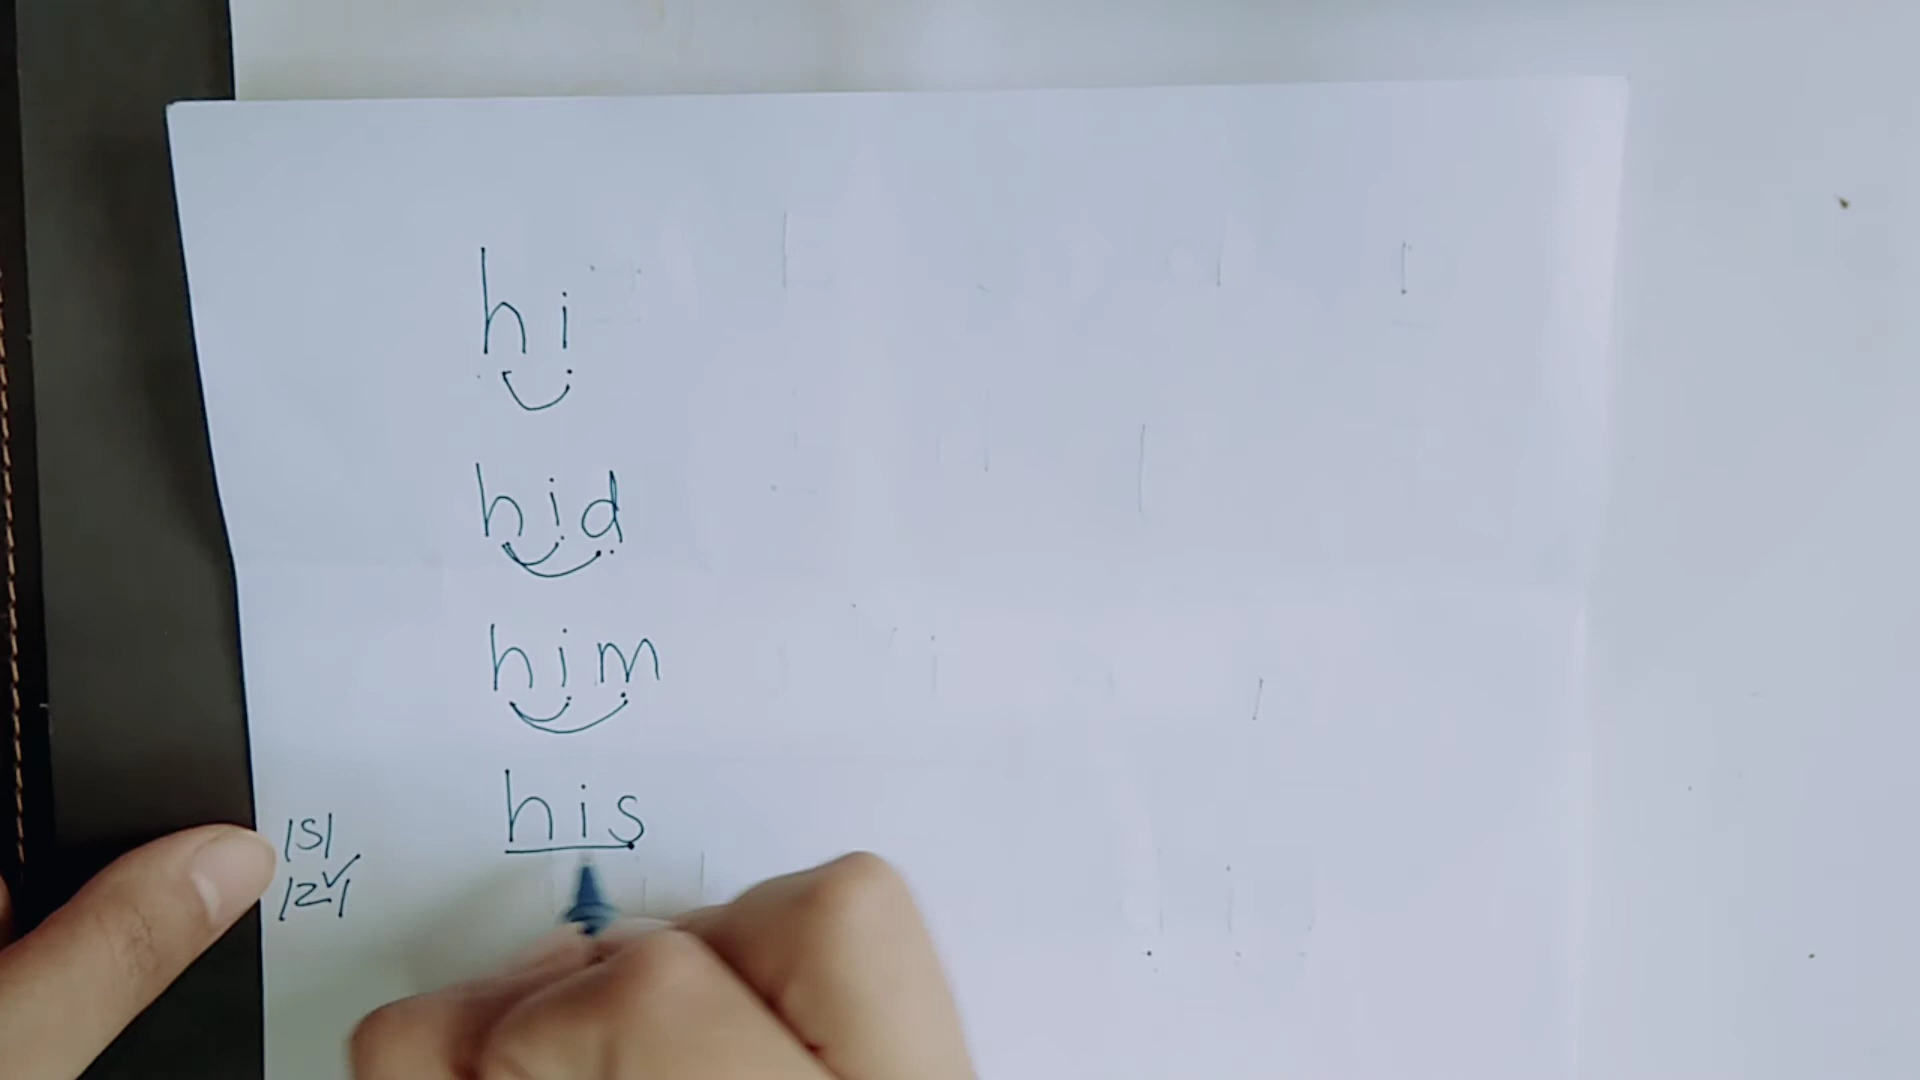 hi
hid
him
his
/s/
/z/ ✓